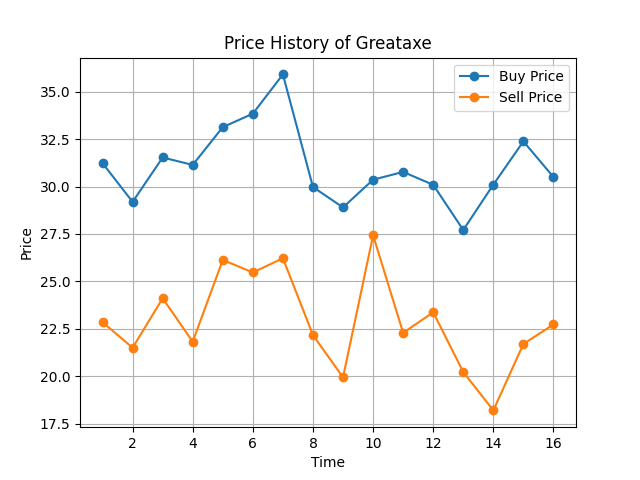 Price History of Greataxe
Buy Price
Sell Price
35.0
32.5
30.0
27.5
25.0
22.5
20.0
17.5
Price
2 4 6 8 10 12 14 16
Time